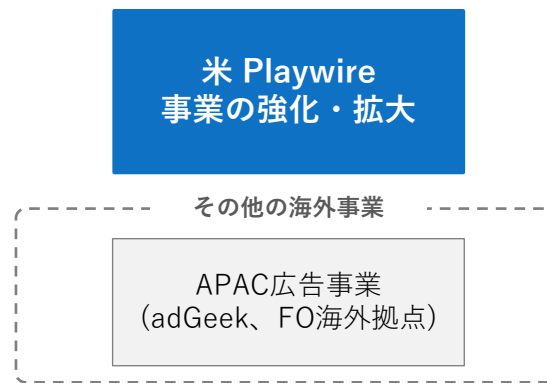 米 Playwire
事業の強化・拡大
その他の海外事業
APAC広告事業
(adGeek、FO海外拠点)